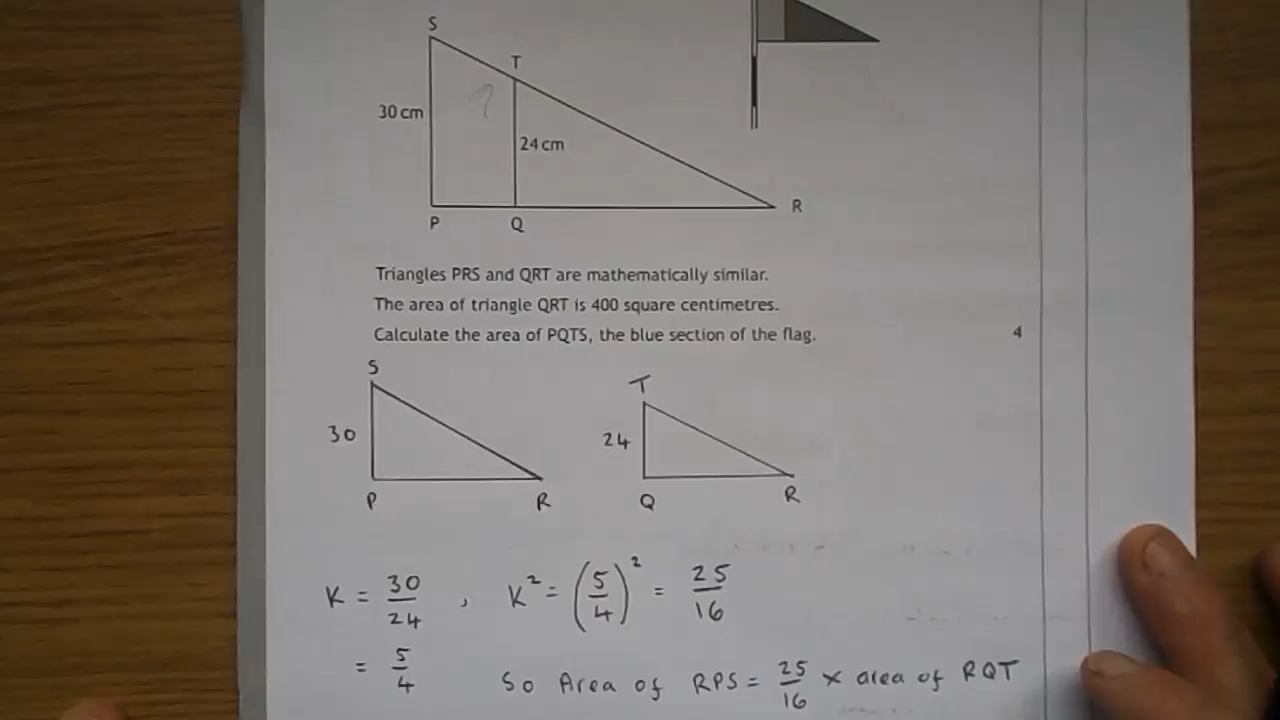 S
T
30 cm
24 cm
P
Q
R
Triangles PRS and QRT are mathematically similar.
The area of triangle QRT is 400 square centimetres.
Calculate the area of PQTS, the blue section of the flag.
4
S
T
30
24
P
R
Q
R
K = 30/24 , K² = (5/4)² = 25/16
= 5/4
So Area of RPS = 25/16 × area of RQT